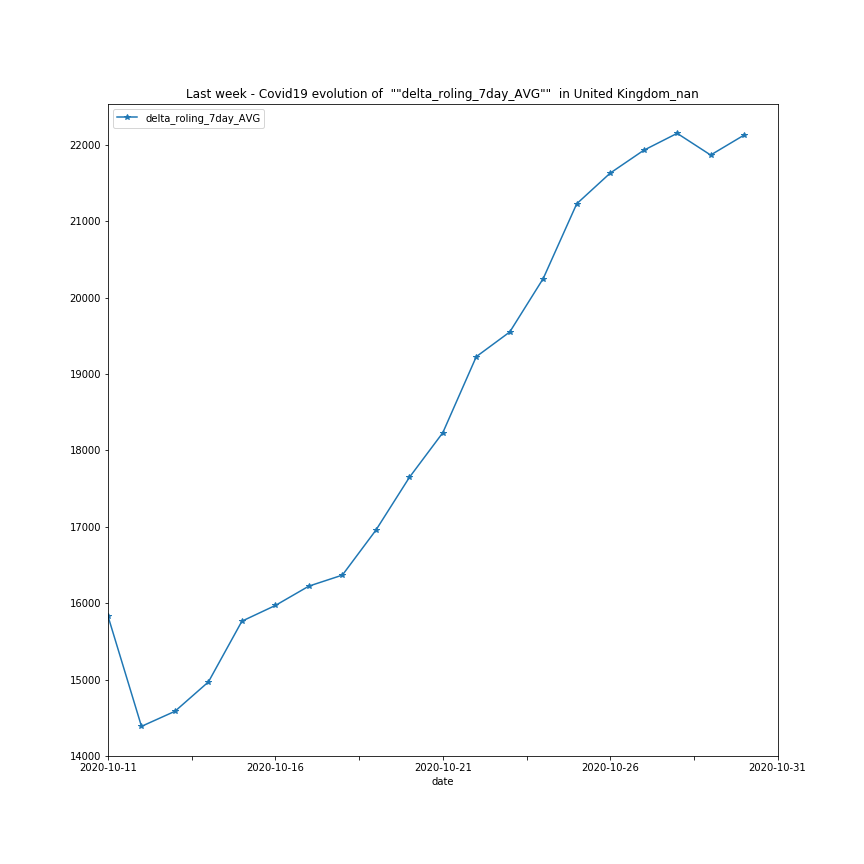 Last week - Covid19 evolution of  ""delta_roling_7day_AVG""  in United Kingdom_nan
delta_roling_7day_AVG
22000
21000
20000
19000
18000
17000
16000
15000
14000
2020-10-11 2020-10-16 2020-10-21 2020-10-26 2020-10-31
date